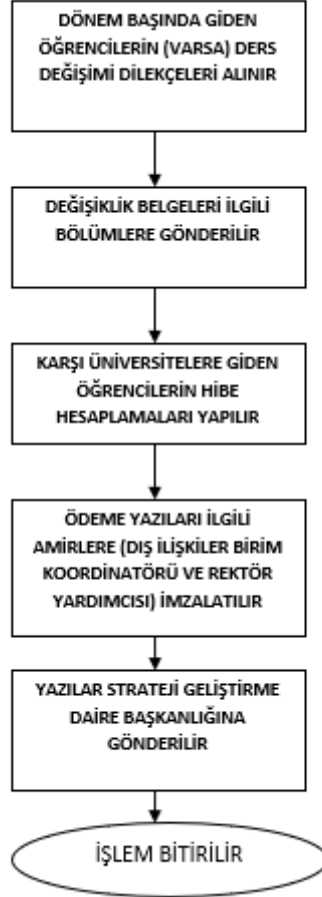 DÖNEM BAŞINDA GİDEN
ÖĞRENCİLERİN (VARSA) DERS
DEĞİŞİMİ DİLEKÇELERİ ALINIR
DEĞİŞİKLİK BELGELERİ İLGİLİ
BÖLÜMLERE GÖNDERİLİR
KARŞI ÜNİVERSİTELERE GİDEN
ÖĞRENCİLERİN HİBE
HESAPLAMALARI YAPILIR
ÖDEME YAZILARI İLGİLİ
AMİRLERE (DIŞ İLİŞKİLER BİRİM
KOORDİNATÖRÜ VE REKTÖR
YARDIMCISI) İMZALATILIR
YAZILAR STRATEJİ GELİŞTİRME
DAİRE BAŞKANLIĞINA
GÖNDERİLİR
İŞLEM BİTİRİLİR